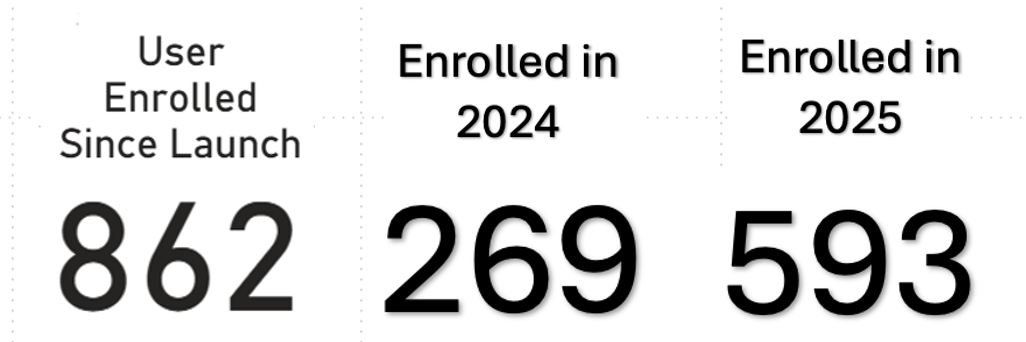 User
Enrolled
Since Launch
862
Enrolled in
2024
269
Enrolled in
2025
593